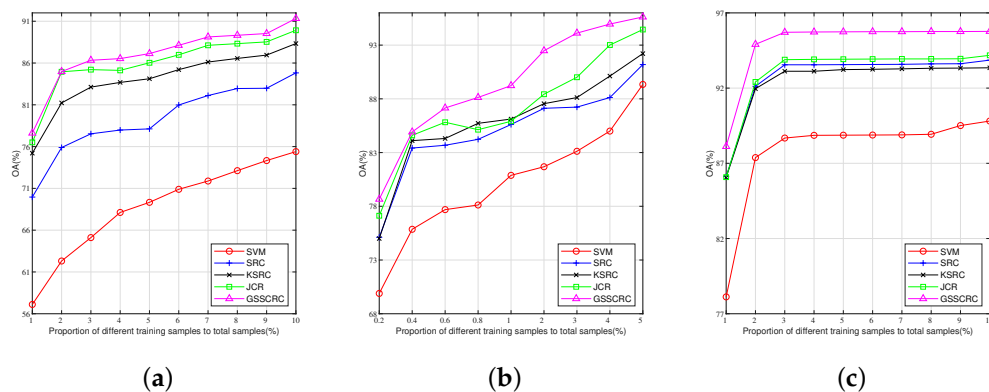 91
86
81
76
71
66
61
56
OA(%)
1 2 3 4 5 6 7 8 9 10
Proportion of different training samples to total samples(%)
SVM
SRC
KSRC
JCR
GSSCRC
(a)
93
88
83
78
73
68
OA(%)
0.2 0.4 0.6 0.8 1 2 3 4 5
Proportion of different training samples to total samples(%)
SVM
SRC
KSRC
JCR
GSSCRC
(b)
97
92
87
82
77
OA(%)
1 2 3 4 5 6 7 8 9 1
Proportion of different training samples to total samples(%)
SVM
SRC
KSRC
JCR
GSSCRC
(c)